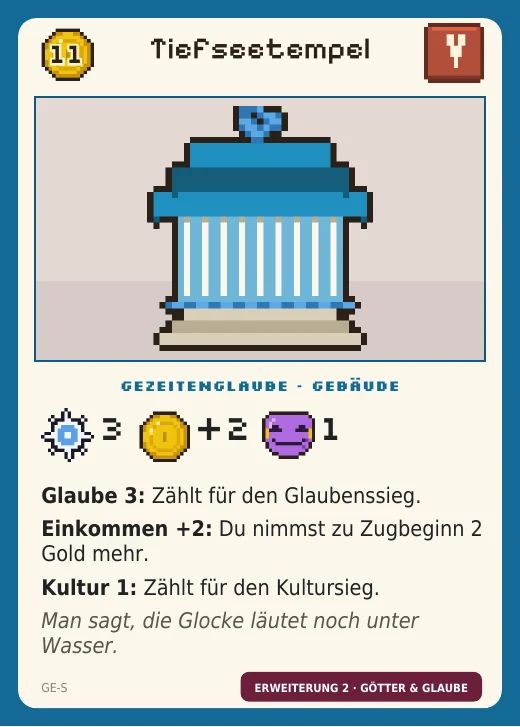 11
Tiefseetempel
GEZEITENGLAUBE - GEBÄUDE
3 +2 1
Glaube 3: Zählt für den Glaubenssieg.
Einkommen +2: Du nimmst zu Zugbeginn 2
Gold mehr.
Kultur 1: Zählt für den Kultursieg.
Man sagt, die Glocke läutet noch unter
Wasser.
GE-S
ERWEITERUNG 2 · GÖTTER & GLAUBE